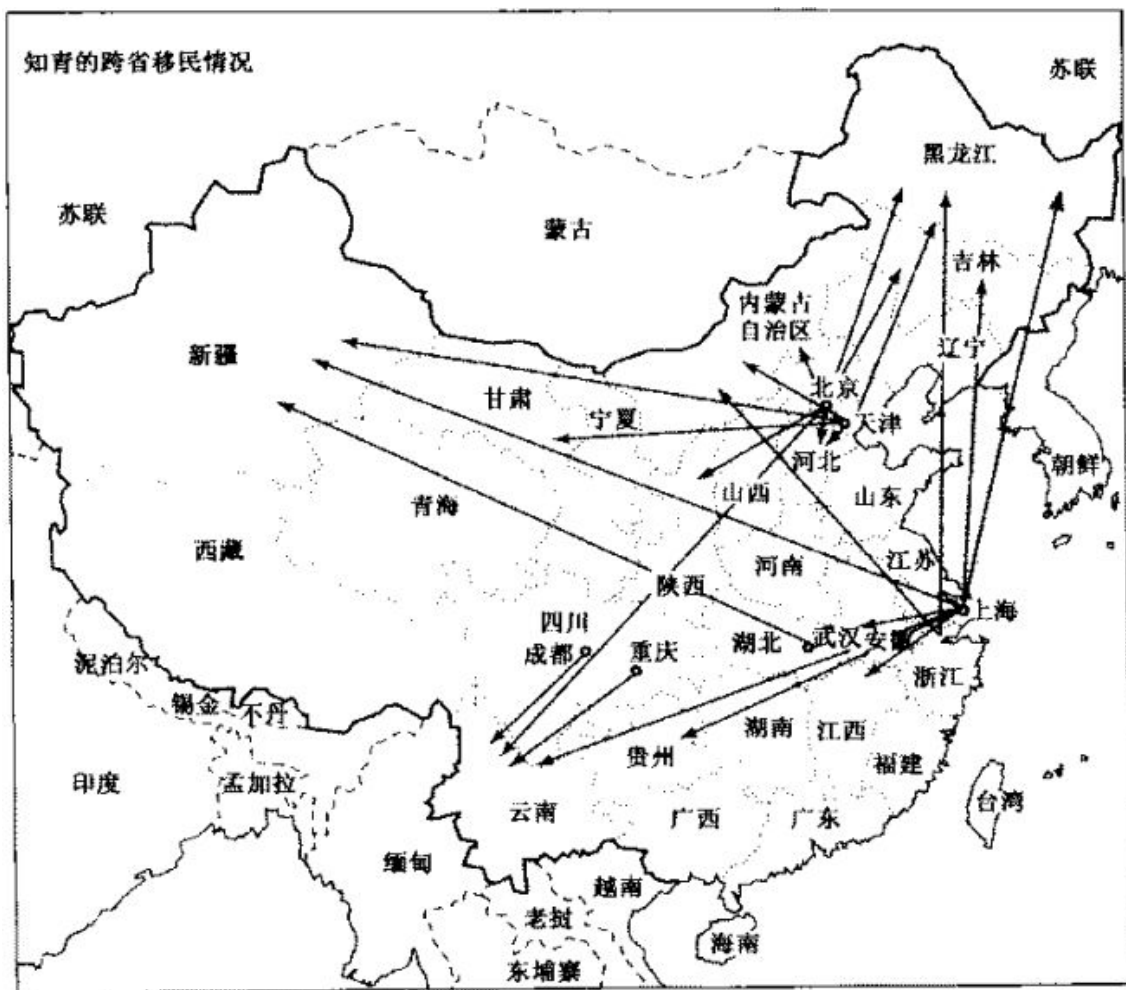 知青的跨省移民情况
苏联
黑龙江
苏联
蒙古
吉林
内蒙古
自治区
新疆
辽宁
北京
甘肃
宁夏
天津
河北
朝鲜
山西
山东
青海
西藏
河南
江苏
陕西
上海
四川
成都
重庆
湖北
武汉
安徽
泥泊尔
浙江
锡金
不丹
湖南
江西
贵州
福建
印度
孟加拉
台湾
云南
广西
广东
缅甸
越南
老挝
海南
东埔寨